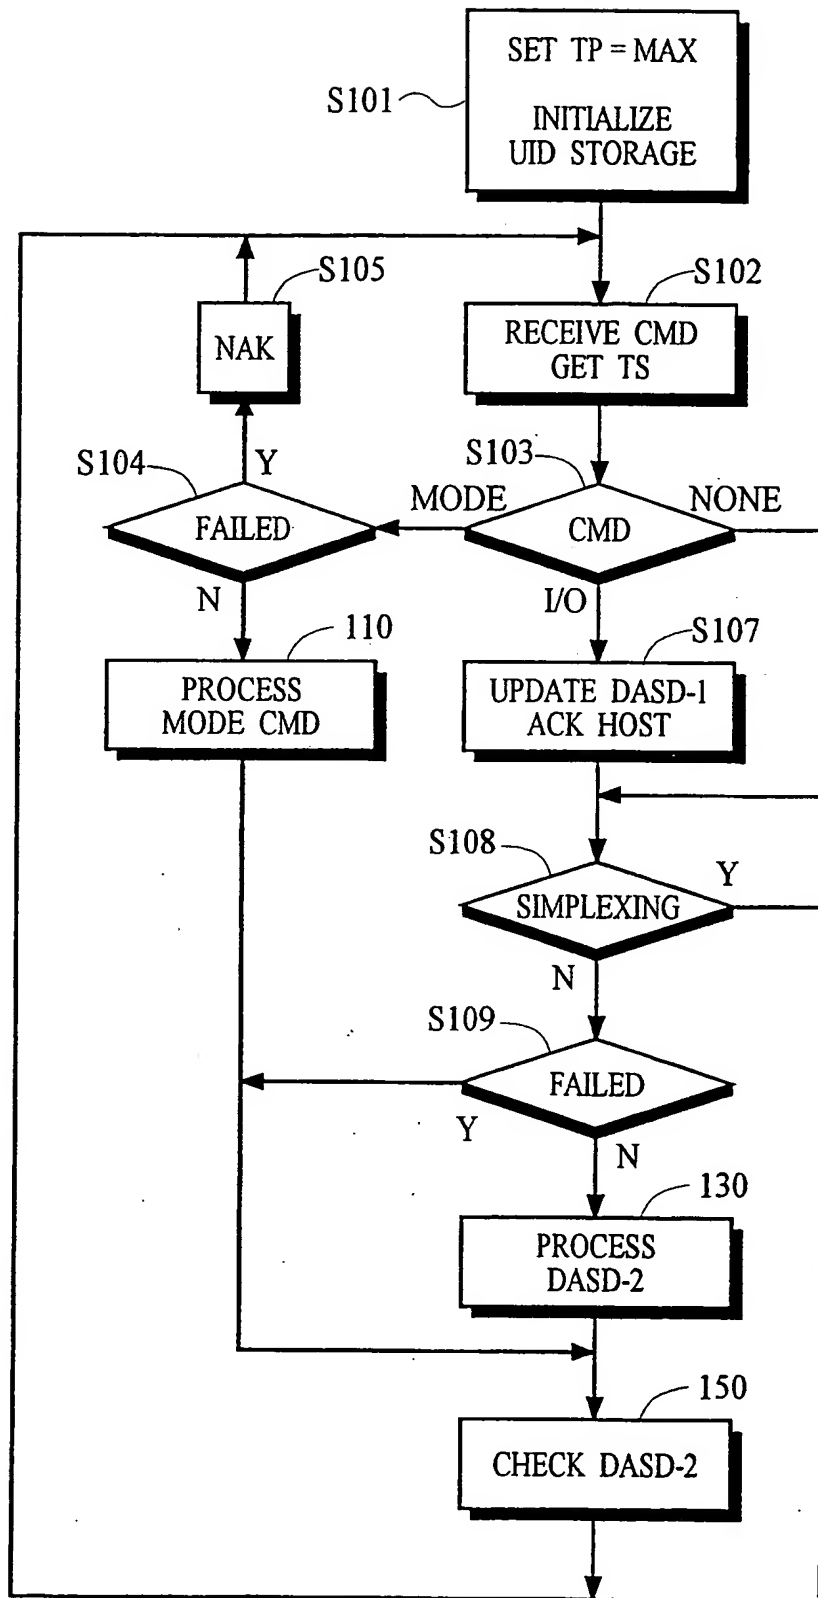 SET TP = MAX
INITIALIZE
UID STORAGE
S101
S105
NAK
S102
RECEIVE CMD
GET TS
S104
Y
FAILED
N
S103
MODE
NONE
CMD
I/O
110
PROCESS
MODE CMD
S107
UPDATE DASD-1
ACK HOST
S108
Y
SIMPLEXING
N
S109
FAILED
Y
N
130
PROCESS
DASD-2
150
CHECK DASD-2